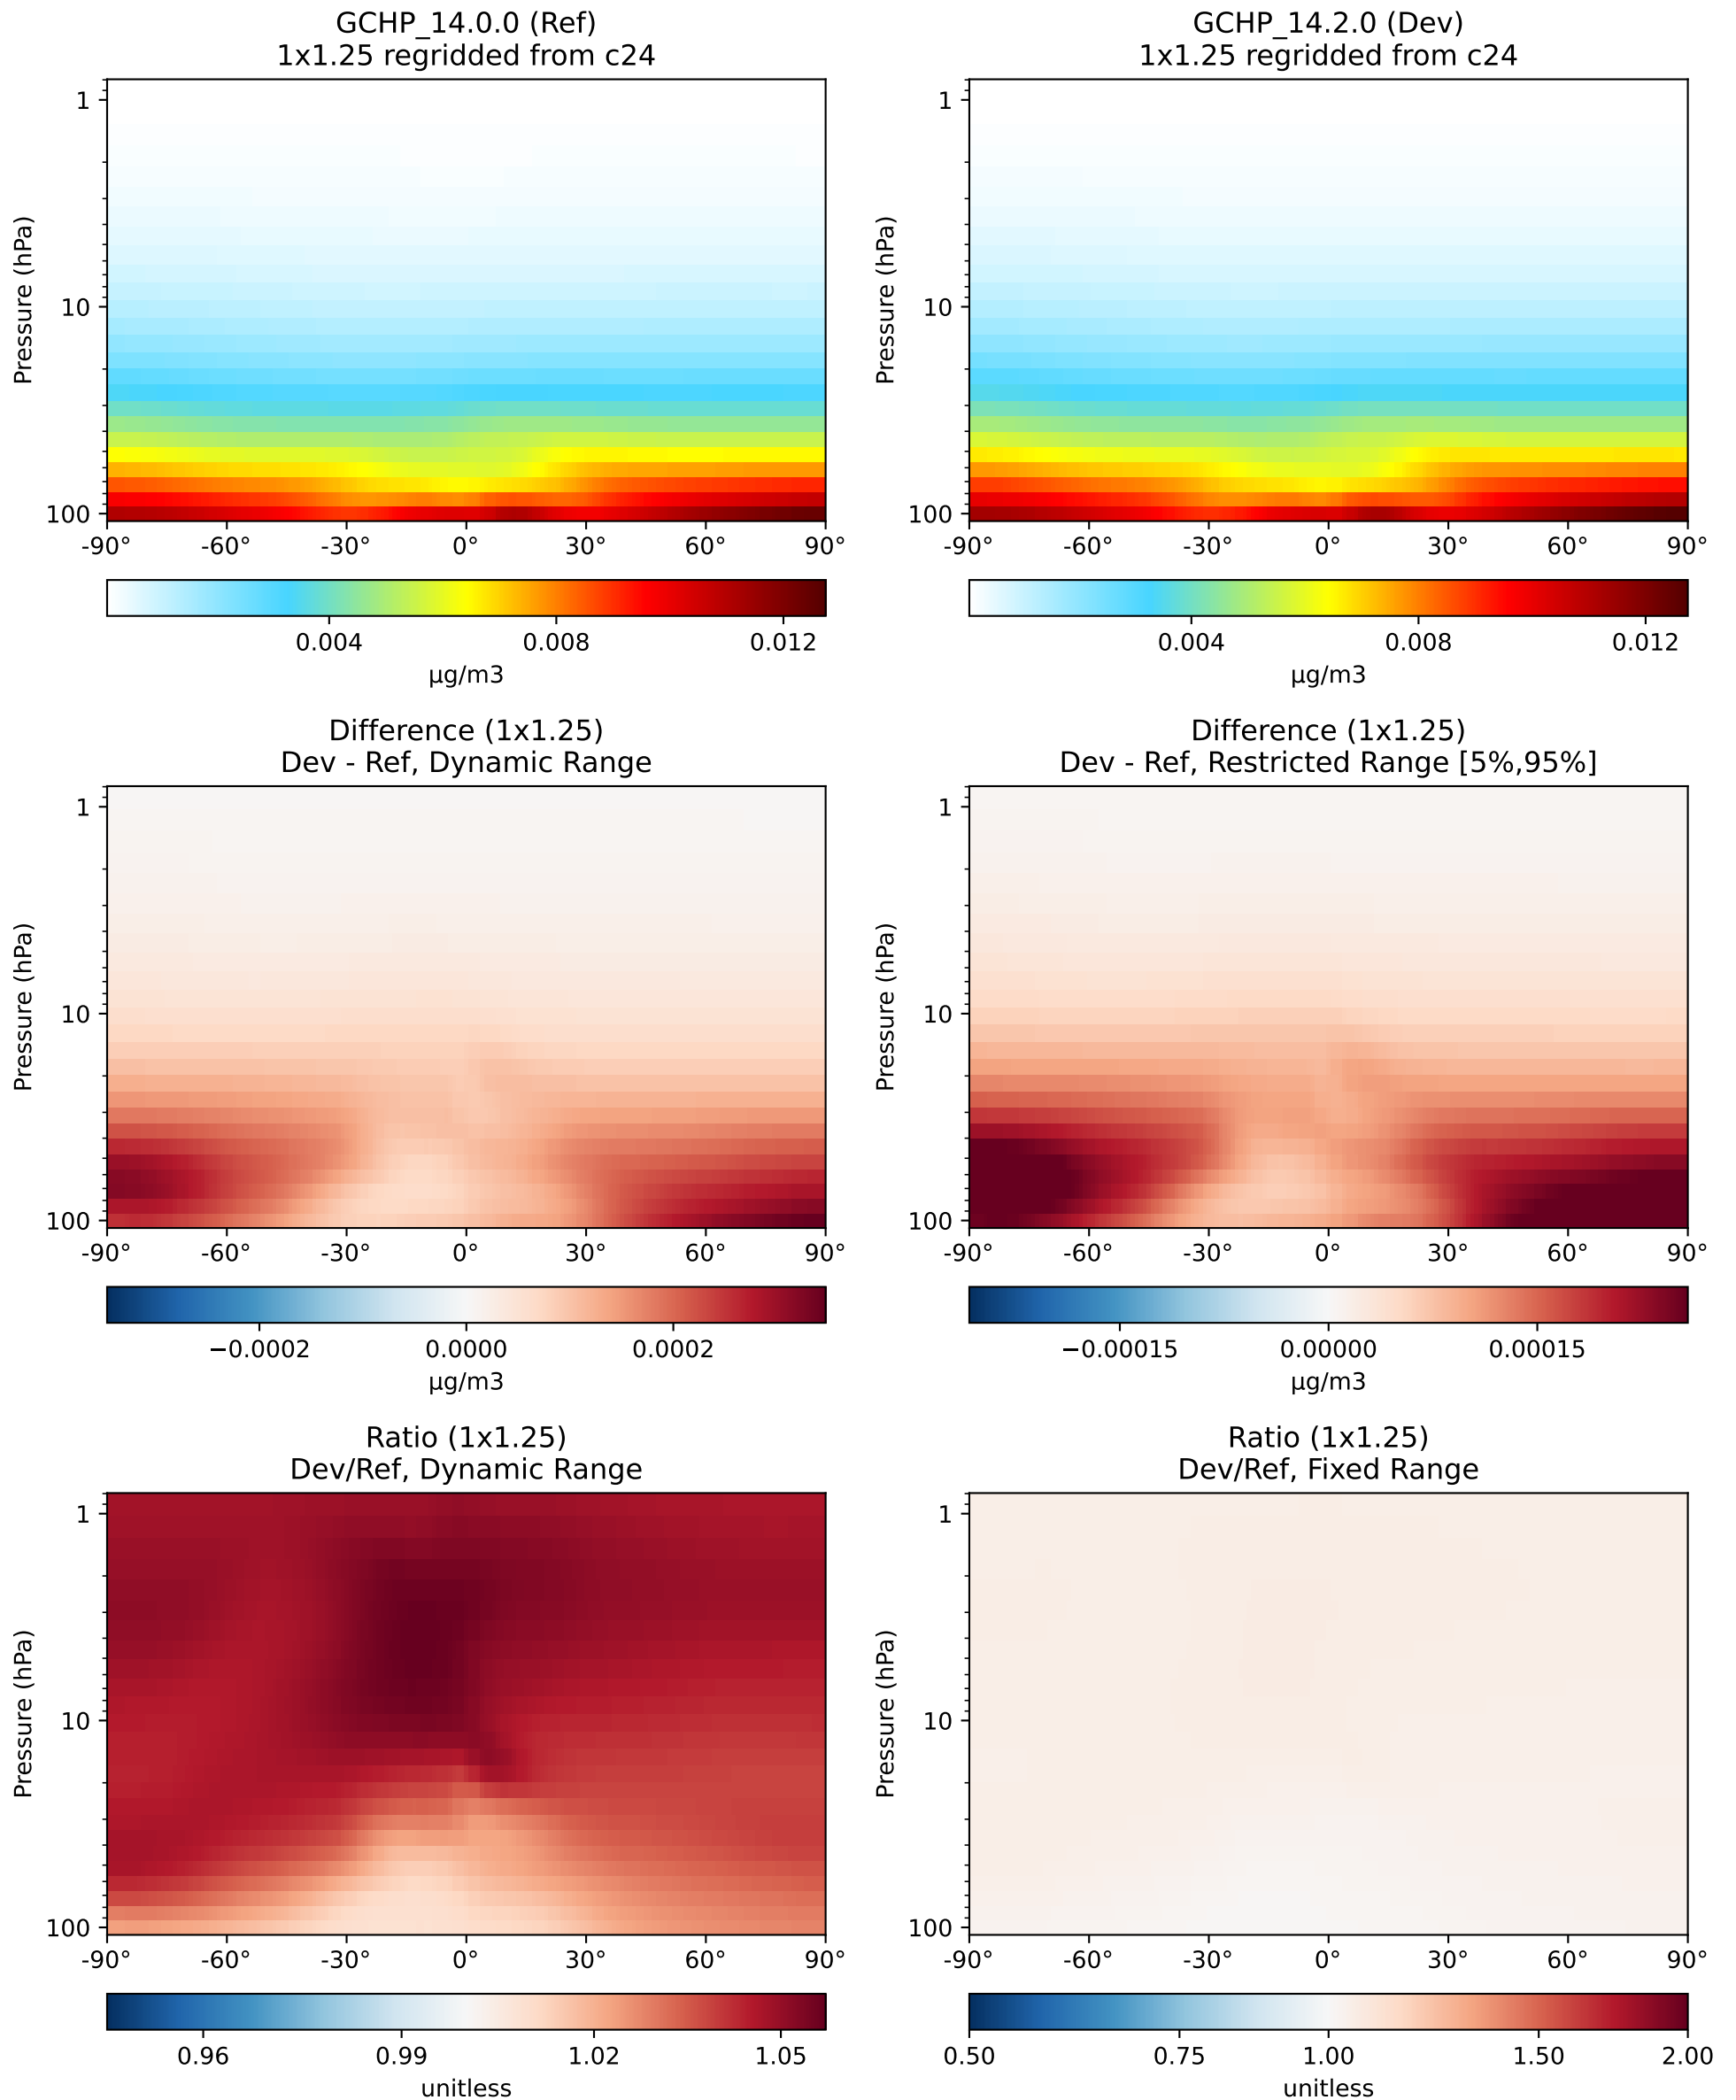 GCHP_14.0.0 (Ref)
1x1.25 regridded from c24
Pressure (hPa)
1
10
100
-90° -60° -30° 0° 30° 60° 90°
0.004 0.008 0.012
µg/m3
GCHP_14.2.0 (Dev)
1x1.25 regridded from c24
Pressure (hPa)
1
10
100
-90° -60° -30° 0° 30° 60° 90°
0.004 0.008 0.012
µg/m3
Difference (1x1.25)
Dev - Ref, Dynamic Range
Pressure (hPa)
1
10
100
-90° -60° -30° 0° 30° 60° 90°
−0.0002 0.0000 0.0002
µg/m3
Difference (1x1.25)
Dev - Ref, Restricted Range [5%,95%]
Pressure (hPa)
1
10
100
-90° -60° -30° 0° 30° 60° 90°
−0.00015 0.00000 0.00015
µg/m3
Ratio (1x1.25)
Dev/Ref, Dynamic Range
Pressure (hPa)
1
10
100
-90° -60° -30° 0° 30° 60° 90°
0.96 0.99 1.02 1.05
unitless
Ratio (1x1.25)
Dev/Ref, Fixed Range
Pressure (hPa)
1
10
100
-90° -60° -30° 0° 30° 60° 90°
0.50 0.75 1.00 1.50 2.00
unitless